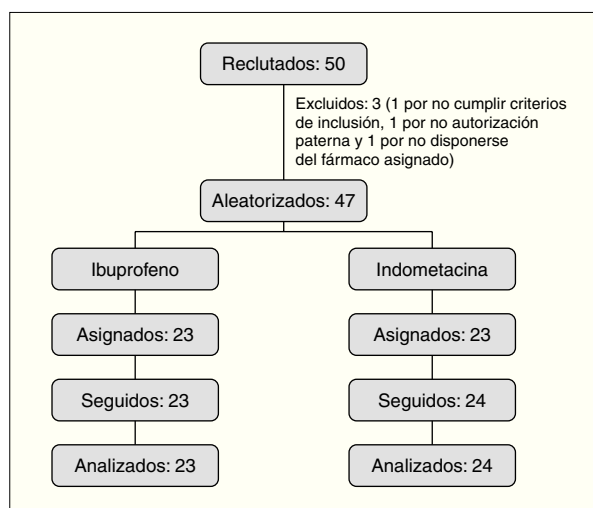 Reclutados: 50
Excluidos: 3 (1 por no cumplir criterios
de inclusión, 1 por no autorización
paterna y 1 por no disponerse
del fármaco asignado)
Aleatorizados: 47
Ibuprofeno
Indometacina
Asignados: 23
Asignados: 23
Seguidos: 23
Seguidos: 24
Analizados: 23
Analizados: 24